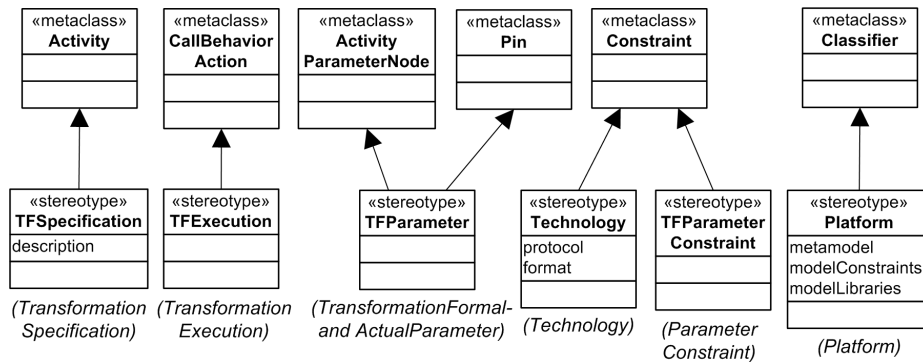 «metaclass»
Activity
«metaclass»
CallBehavior
Action
«metaclass»
Activity
ParameterNode
«metaclass»
Pin
«metaclass»
Constraint
«metaclass»
Classifier
«stereotype»
TFSpecification
description
«stereotype»
TFExecution
«stereotype»
TFParameter
«stereotype»
Technology
protocol
format
«stereotype»
TFParameter
Constraint
«stereotype»
Platform
metamodel
modelConstraints
modelLibraries
(Transformation
Specification)
(Transformation
Execution)
(TransformationFormal-
and ActualParameter)
(Technology)
(Parameter
Constraint)
(Platform)